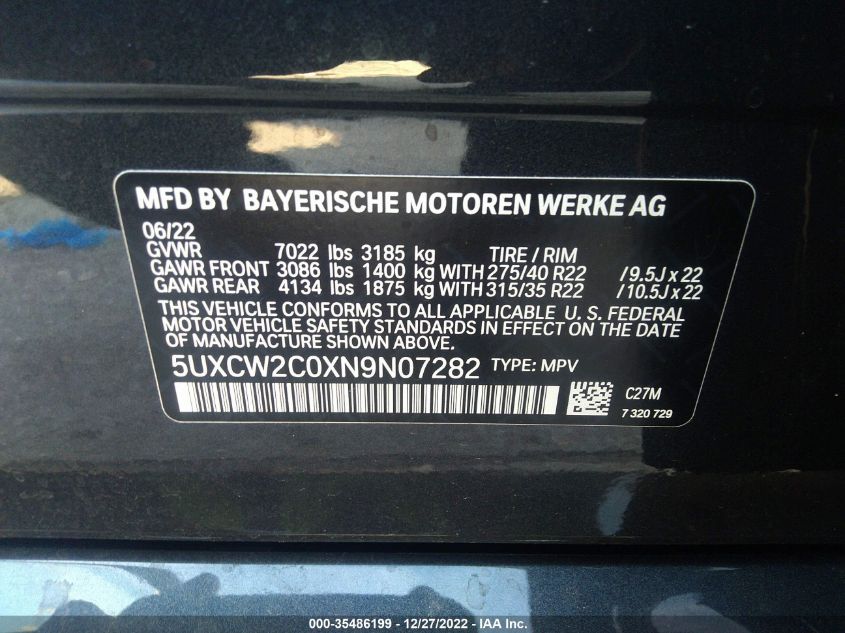 MFD BY BAYERISCHE MOTOREN WERKE AG
06/22
GVWR 7022 lbs 3185 kg TIRE / RIM
GAWR FRONT 3086 lbs 1400 kg WITH 275/40 R22 /9.5J x 22
GAWR REAR 4134 lbs 1875 kg WITH 315/35 R22 /10.5J x 22
THIS VEHICLE CONFORMS TO ALL APPLICABLE U. S. FEDERAL
MOTOR VEHICLE SAFETY STANDARDS IN EFFECT ON THE DATE
OF MANUFACTURE SHOWN ABOVE.
5UXCW2C0XN9N07282 TYPE: MPV
C27M
7 320 729
000-35486199 - 12/27/2022 - IAA Inc.